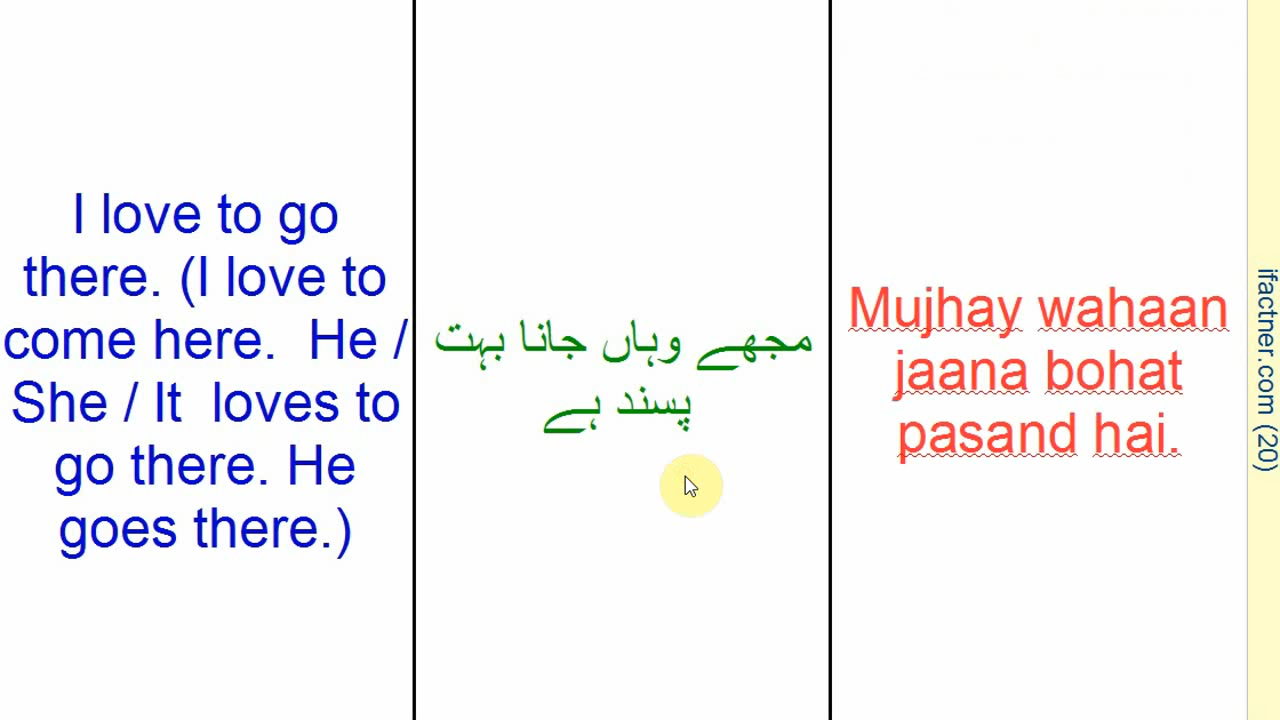 I love to go
there. (I love to
come here.  He /
She / It  loves to
go there. He
goes there.)
مجھے وہاں جانا بہت
پسند ہے
Mujhay wahaan
jaana bohat
pasand hai.
ifactner.com (20)